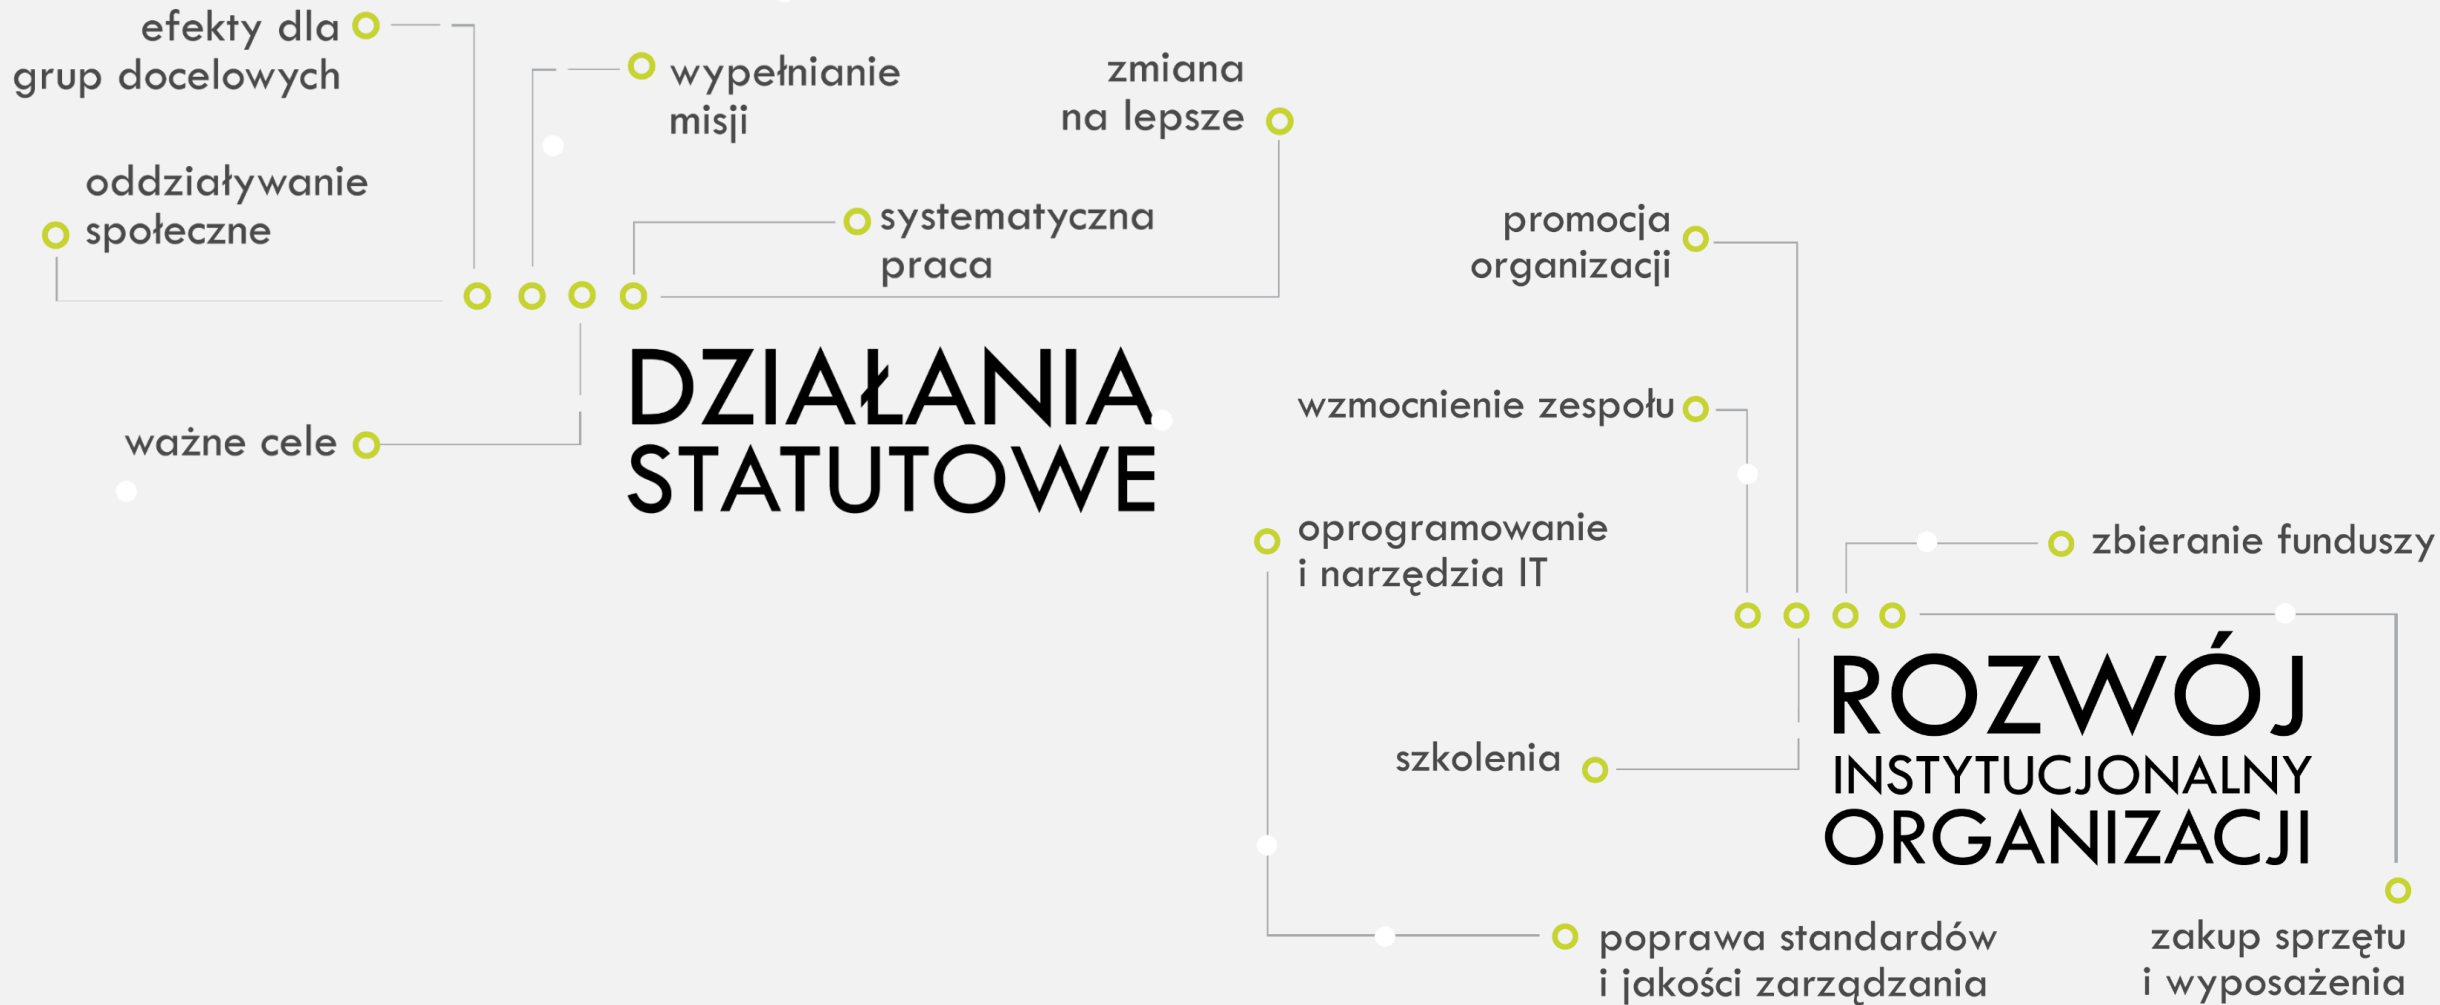 efekty dla
grup docelowych
wypełnianie
misji
zmiana
na lepsze
oddziaływanie
społeczne
systematyczna
praca
ważne cele
DZIAŁANIA
STATUTOWE
promocja
organizacji
wzmocnienie zespołu
oprogramowanie
i narzędzia IT
zbieranie funduszy
szkolenia
ROZWÓJ
INSTYTUCJONALNY
ORGANIZACJI
poprawa standardów
i jakości zarządzania
zakup sprzętu
i wyposażenia